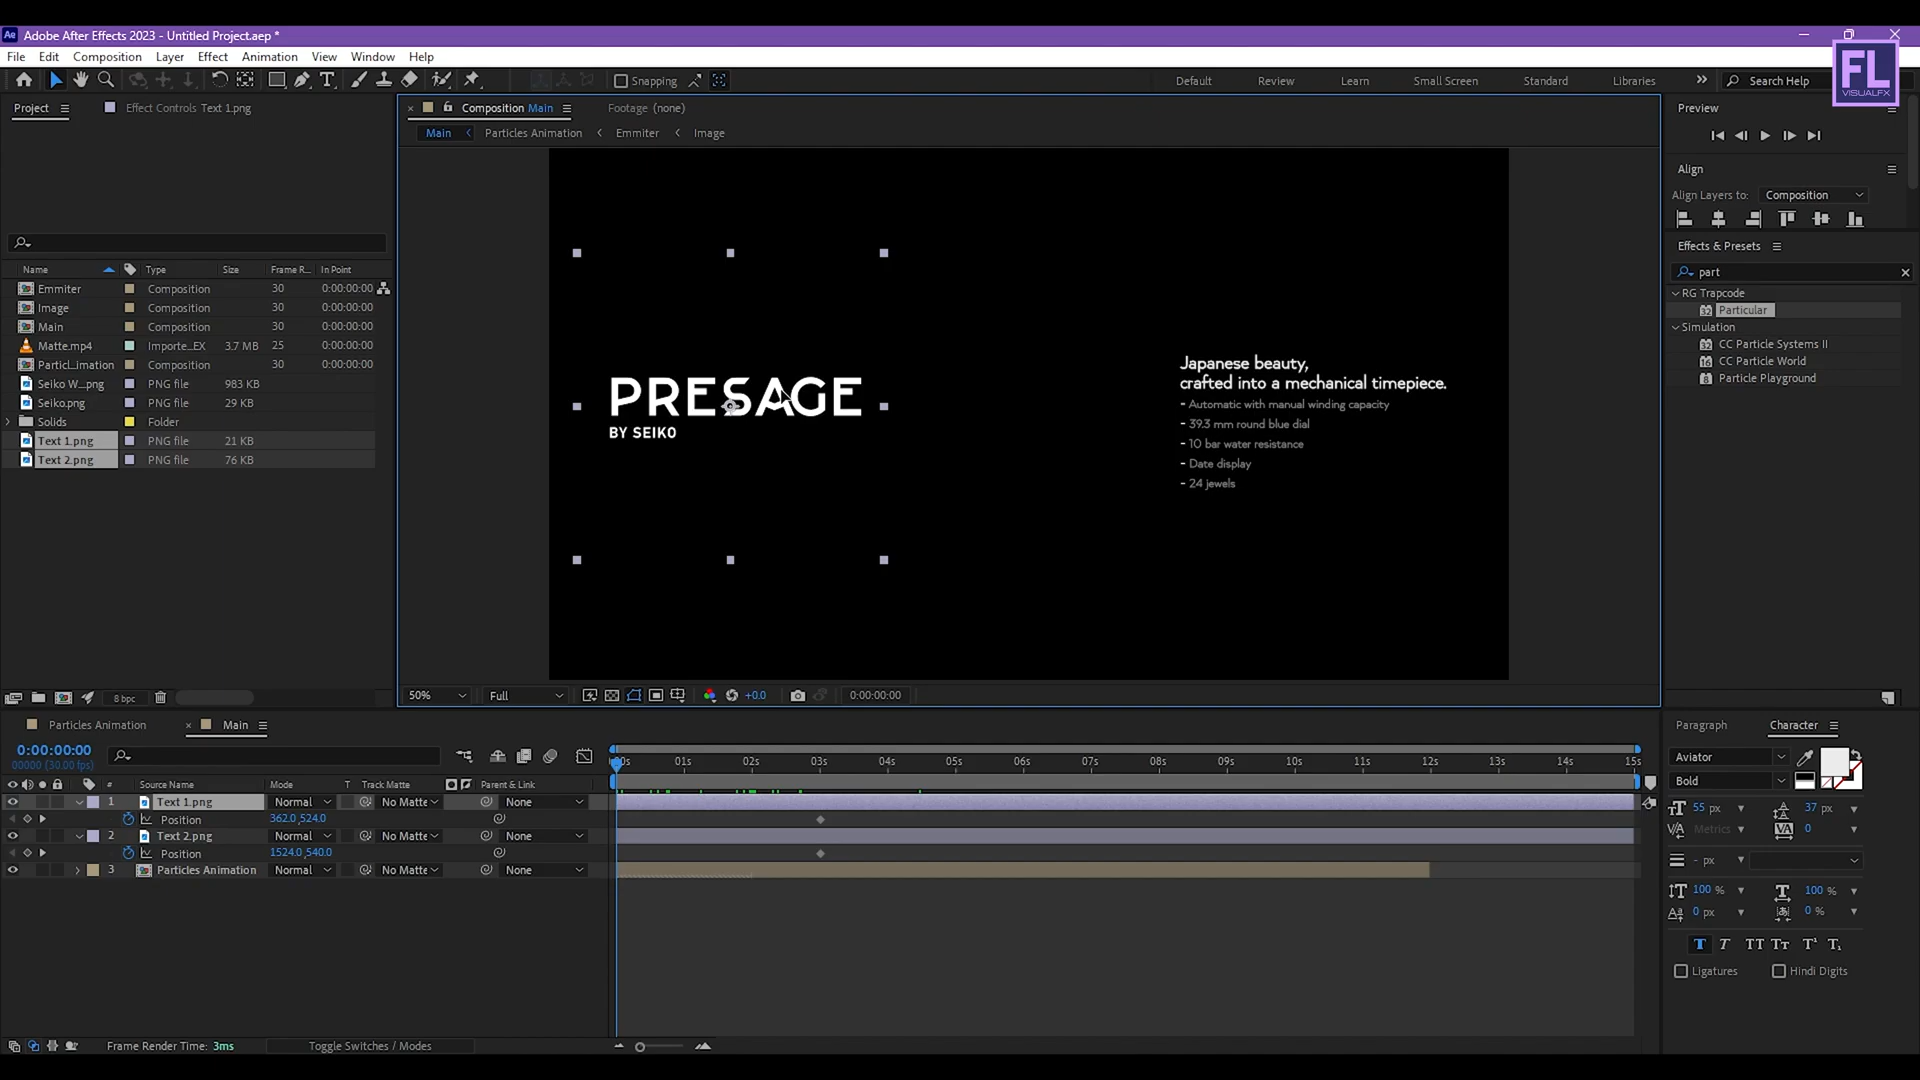 Ae Adobe After Effects 2023 - Untitled Project.aep *
File Edit Composition Layer Effect Animation View Window Help
Snapping
Default Review Learn Small Screen Standard Libraries Search Help
FL
VISUALFX
Project Effect Controls Text 1.png
Composition Main Footage (none)
Main Particles Animation Emmiter Image
Name Type Size Frame R... In Point
Emmiter Composition 30 0:00:00:00
Image Composition 30 0:00:00:00
Main Composition 30 0:00:00:00
Matte.mp4 Importe...EX 3.7 MB 25 0:00:00:00
Particl...imation Composition 30 0:00:00:00
Seiko W...png PNG file 983 KB
Seiko.png PNG file 29 KB
Solids Folder
Text 1.png PNG file 21 KB
Text 2.png PNG file 76 KB
8 bpc
PRESAGE
BY SEIKO
Japanese beauty,
crafted into a mechanical timepiece.
- Automatic with manual winding capacity
- 39.3 mm round blue dial
- 10 bar water resistance
- Date display
- 24 jewels
50% Full +0.0 0:00:00:00
Preview
Align
Align Layers to: Composition
Effects & Presets
part
RG Trapcode
32 Particular
Simulation
32 CC Particle Systems II
16 CC Particle World
8 Particle Playground
Particles Animation Main
0:00:00:00
00000 (30.00 fps)
:00s 01s 02s 03s 04s 05s 06s 07s 08s 09s 10s 11s 12s 13s 14s 15s
# Source Name Mode T Track Matte Parent & Link
1 Text 1.png Normal No Matte None
Position 362.0,524.0
2 Text 2.png Normal No Matte None
Position 1524.0,540.0
3 Particles Animation Normal No Matte None
Frame Render Time: 3ms Toggle Switches / Modes
Paragraph Character
Aviator
Bold
55 px 37 px
Metrics 0
- px
100 % 100 %
0 px 0 %
T T TT TT T¹ T₁
Ligatures Hindi Digits